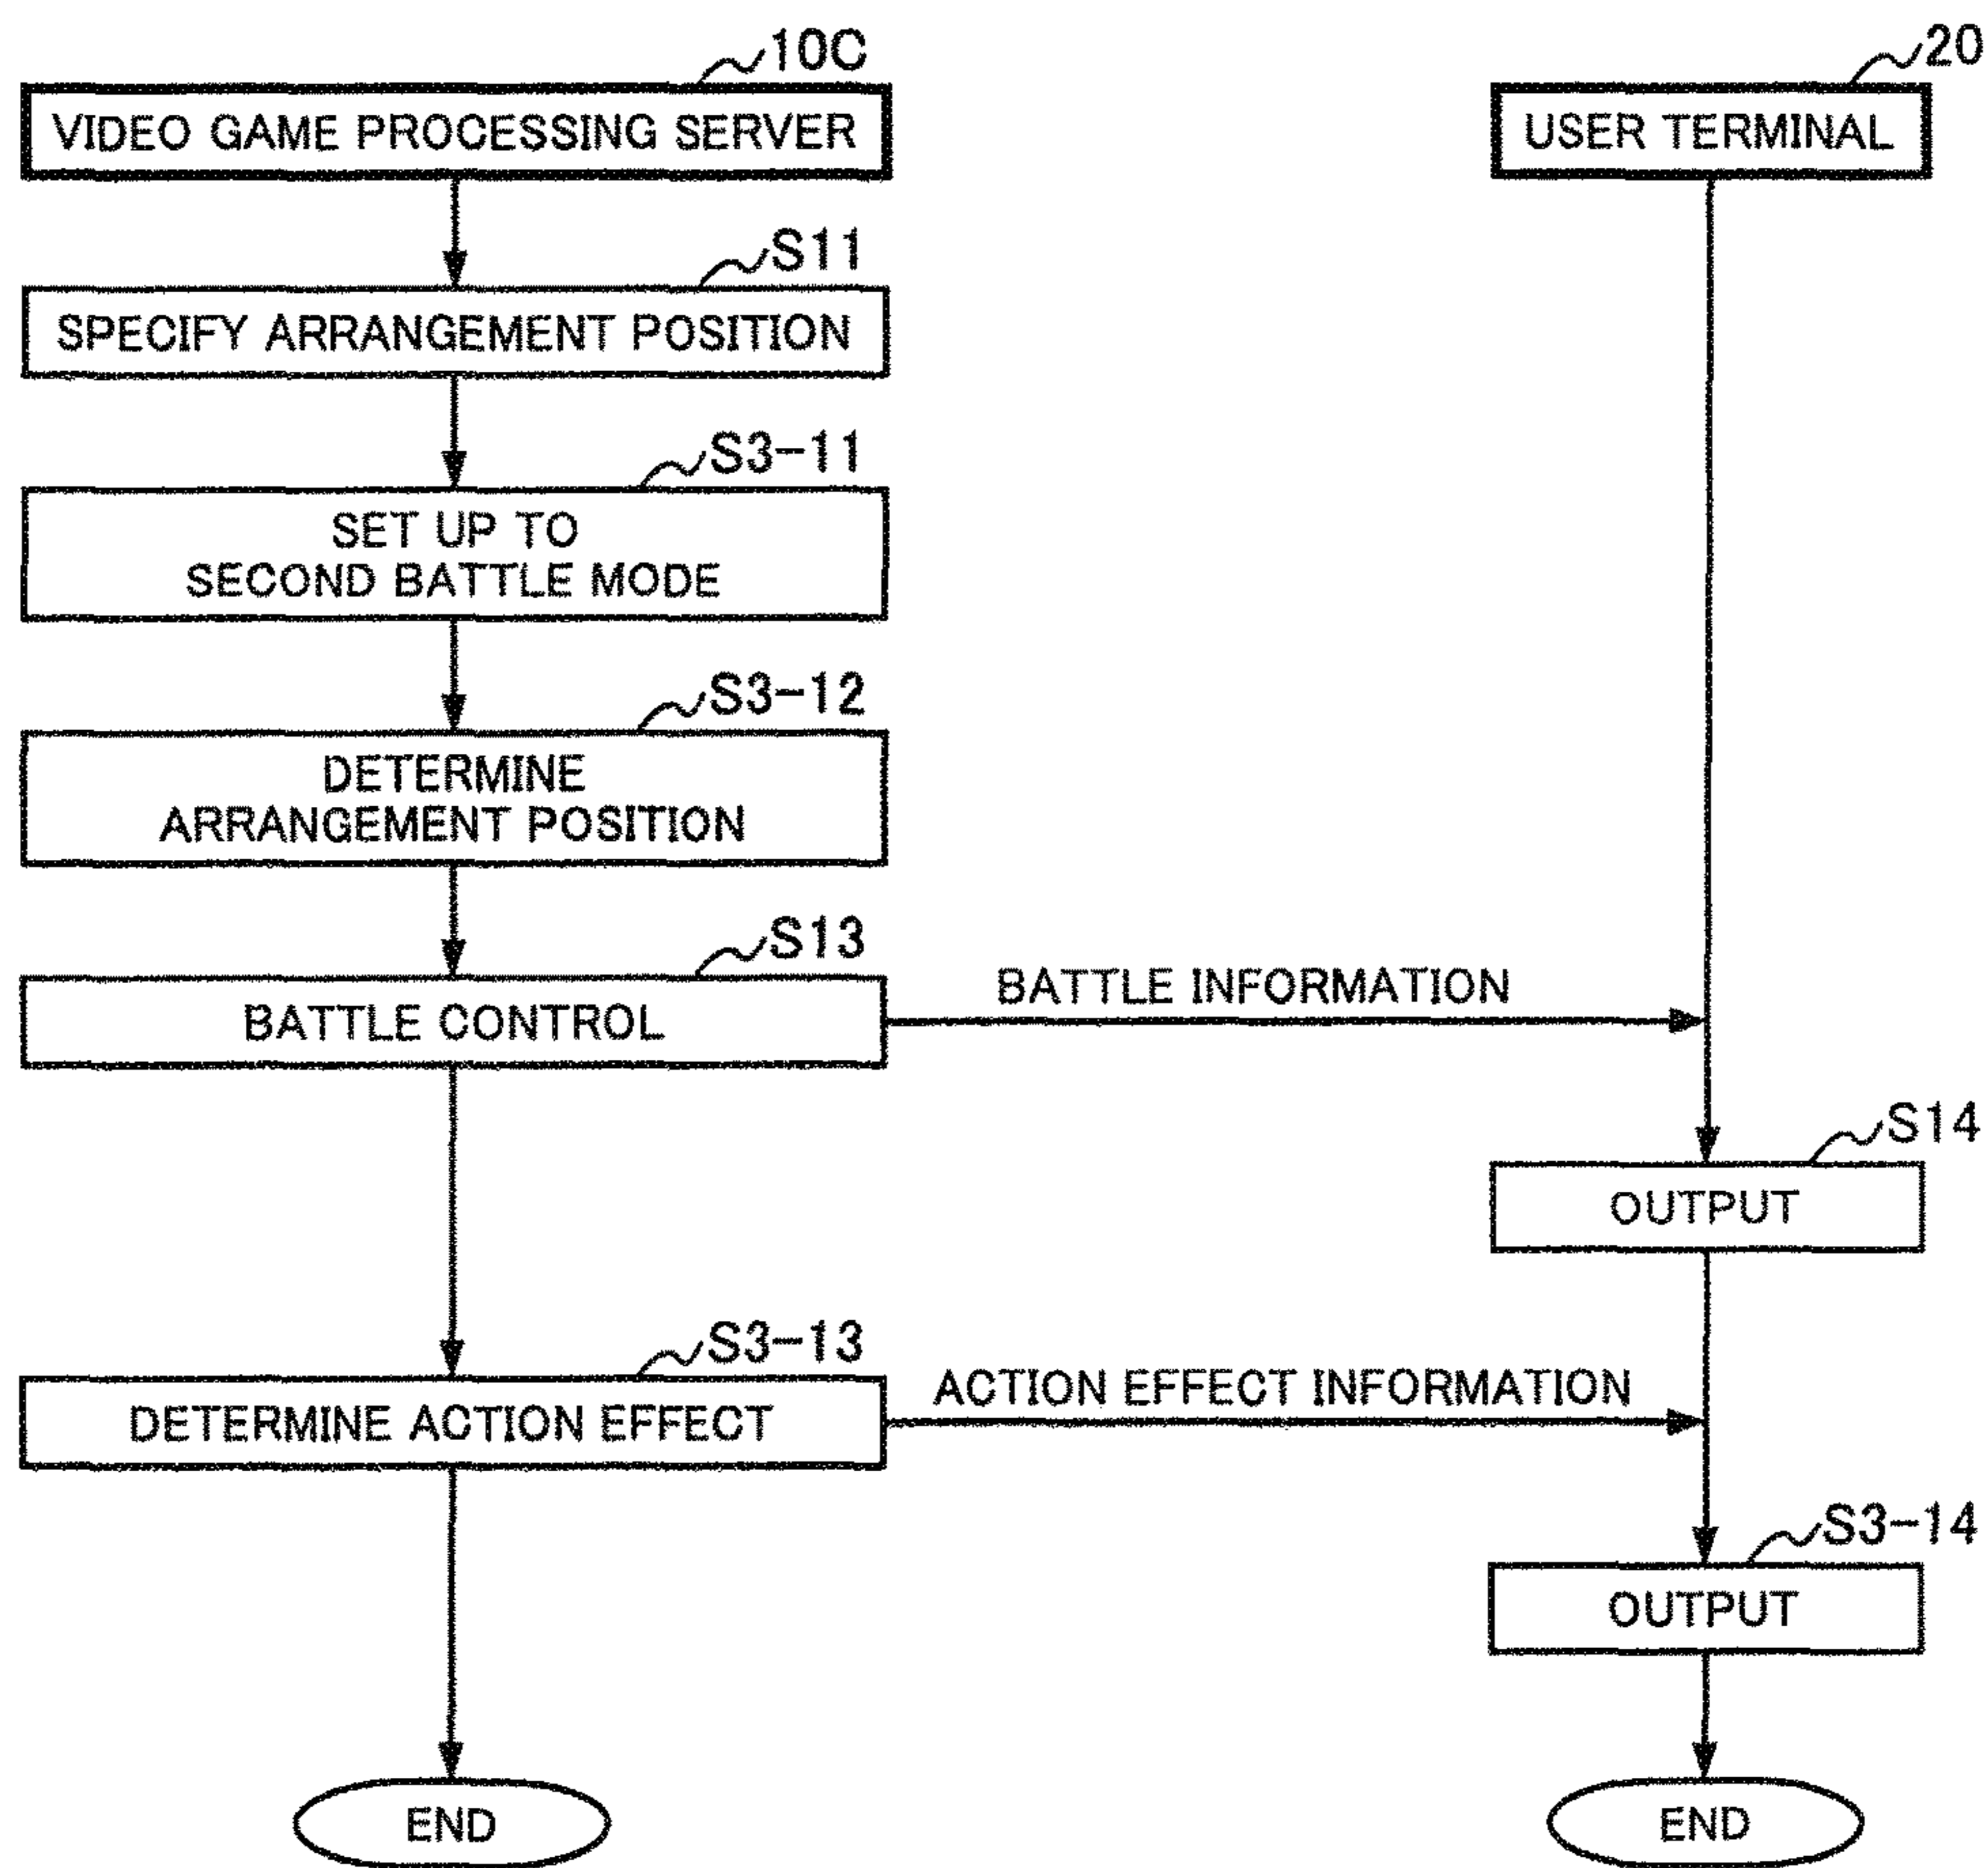 10C
VIDEO GAME PROCESSING SERVER
20
USER TERMINAL
S11
SPECIFY ARRANGEMENT POSITION
S3-11
SET UP TO
SECOND BATTLE MODE
S3-12
DETERMINE
ARRANGEMENT POSITION
S13
BATTLE CONTROL
BATTLE INFORMATION
S14
OUTPUT
S3-13
DETERMINE ACTION EFFECT
ACTION EFFECT INFORMATION
S3-14
OUTPUT
END
END